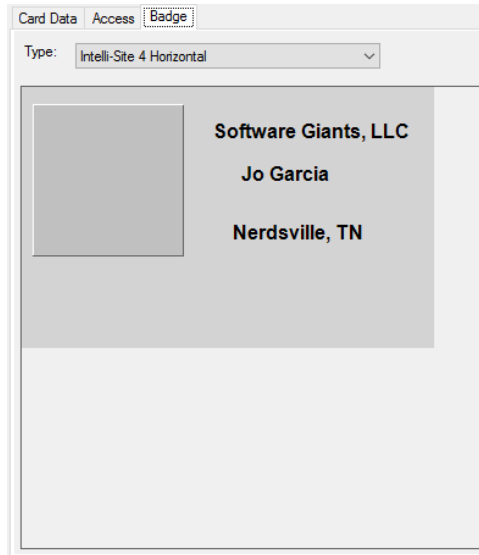 Card Data Access Badge
Type: Intelli-Site 4 Horizontal
Software Giants, LLC
Jo Garcia
Nerdsville, TN